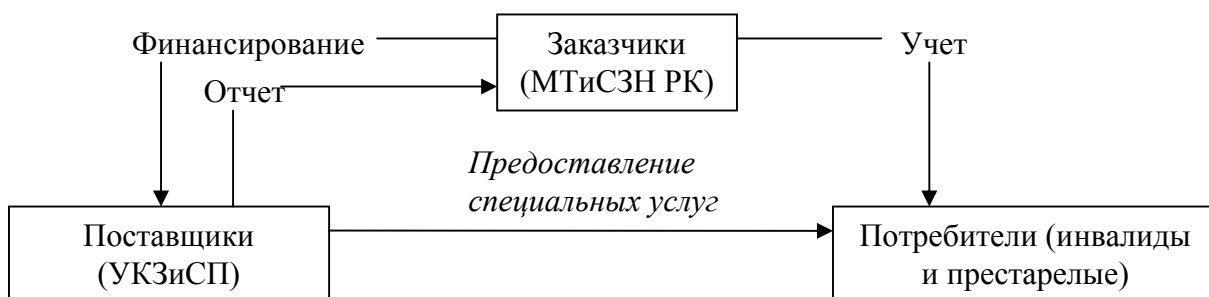 Финансирование
Заказчики
(МТиСЗН РК)
Учет
Отчет
Предоставление
специальных услуг
Поставщики
(УКЗиСП)
Потребители (инвалиды
и престарелые)